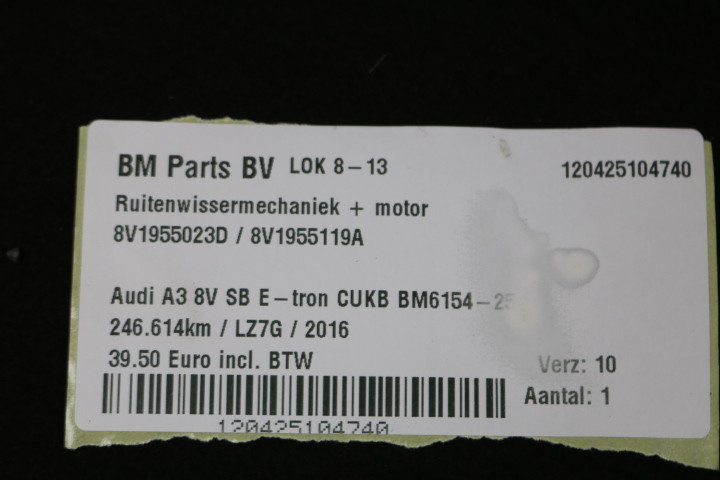 BM Parts BV LOK 8-13 120425104740
Ruitenwissermechaniek + motor
8V1955023D / 8V1955119A
Audi A3 8V SB E-tron CUKB BM6154-25
246.614km / LZ7G / 2016
39.50 Euro incl. BTW
Verz: 10
Aantal: 1
120425104740